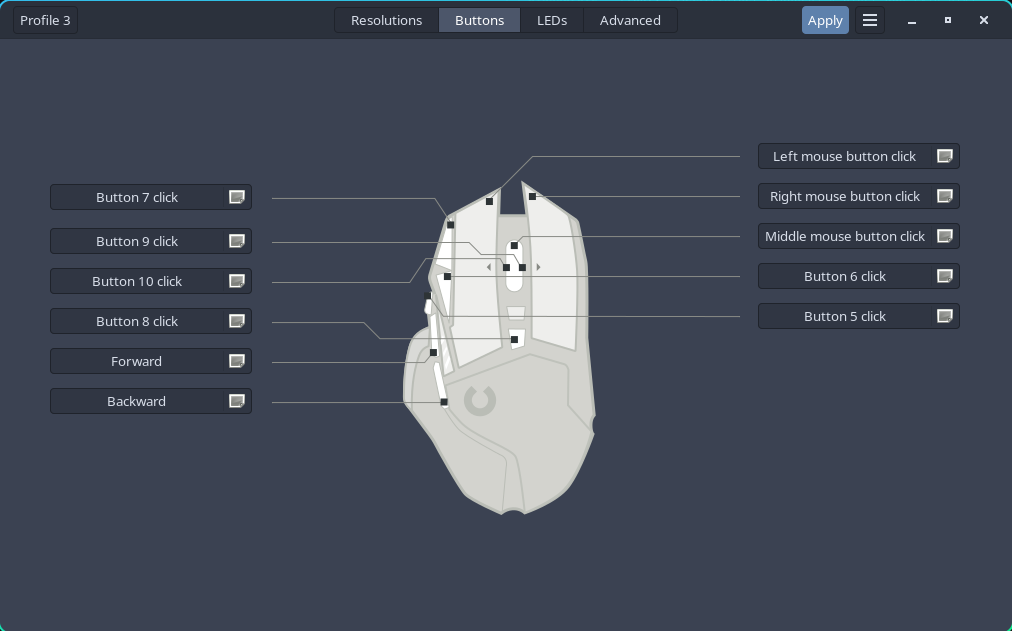 Profile 3
Resolutions
Buttons
LEDs
Advanced
Apply
Button 7 click
Button 9 click
Button 10 click
Button 8 click
Forward
Backward
Left mouse button click
Right mouse button click
Middle mouse button click
Button 6 click
Button 5 click